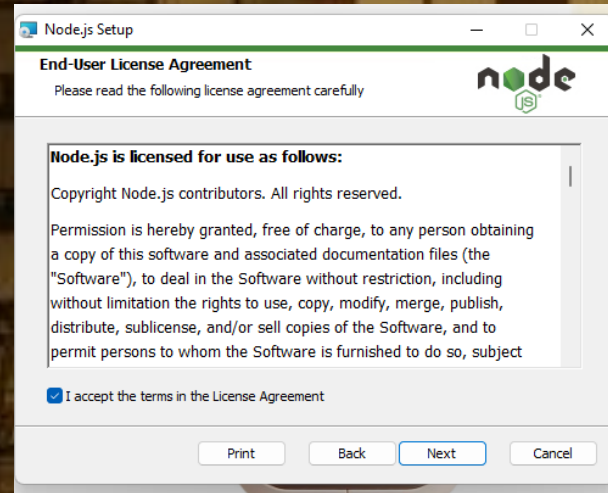 Node.js Setup
End-User License Agreement
Please read the following license agreement carefully
node
JS
Node.js is licensed for use as follows:
Copyright Node.js contributors. All rights reserved.
Permission is hereby granted, free of charge, to any person obtaining
a copy of this software and associated documentation files (the
"Software"), to deal in the Software without restriction, including
without limitation the rights to use, copy, modify, merge, publish,
distribute, sublicense, and/or sell copies of the Software, and to
permit persons to whom the Software is furnished to do so, subject
I accept the terms in the License Agreement
Print
Back
Next
Cancel